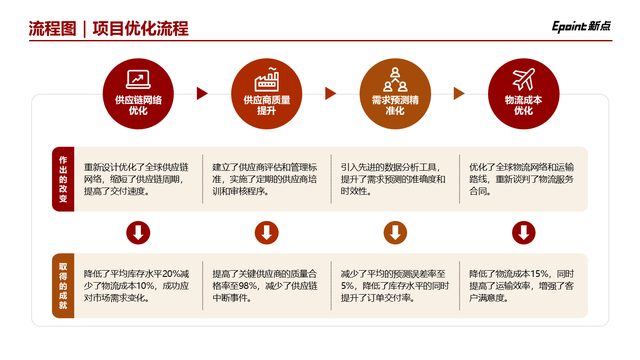 流程图｜项目优化流程
Epoint新点
供应链网络
优化
供应商质量
提升
需求预测精
准化
物流成本
优化
作出的改变
重新设计优化了全球供应链
网络，缩短了供应链周期，
提高了交付速度。
建立了供应商评估和管理标
准，实施了定期的供应商培
训和审核程序。
引入先进的数据分析工具，
提升了需求预测的准确度和
时效性。
优化了全球物流网络和运输
路线，重新谈判了物流服务
合同。
取得的成就
降低了平均库存水平20%减
少了物流成本10%，成功应
对市场需求变化。
提高了关键供应商的质量合
格率至98%，减少了供应链
中断事件。
减少了平均的预测误差率至
5%，降低了库存水平的同时
提升了订单交付率。
降低了物流成本15%，同时
提高了运输效率，增强了客
户满意度。